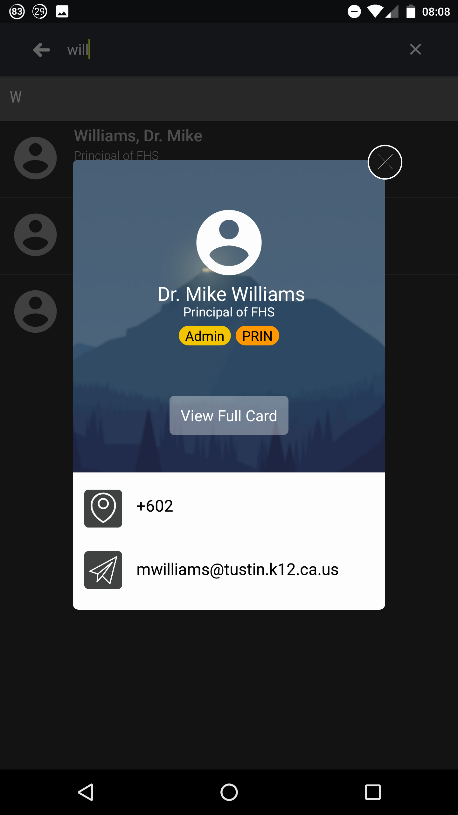 83
29
08:08
will
W
Williams, Dr. Mike
Principal of FHS
Dr. Mike Williams
Principal of FHS
Admin PRIN
View Full Card
+602
mwilliams@tustin.k12.ca.us